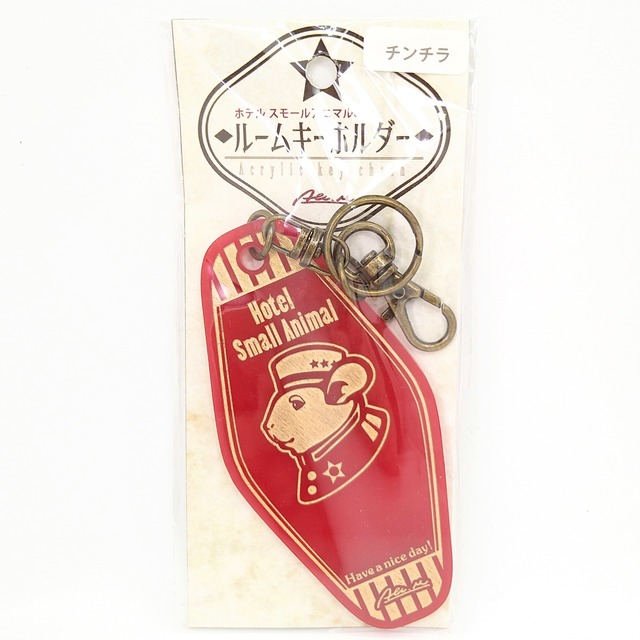 チンチラ
ホテル スモールアニマルの
ルームキーホルダー
Acrylic key chain
Hotel
Small Animal
Have a nice day!